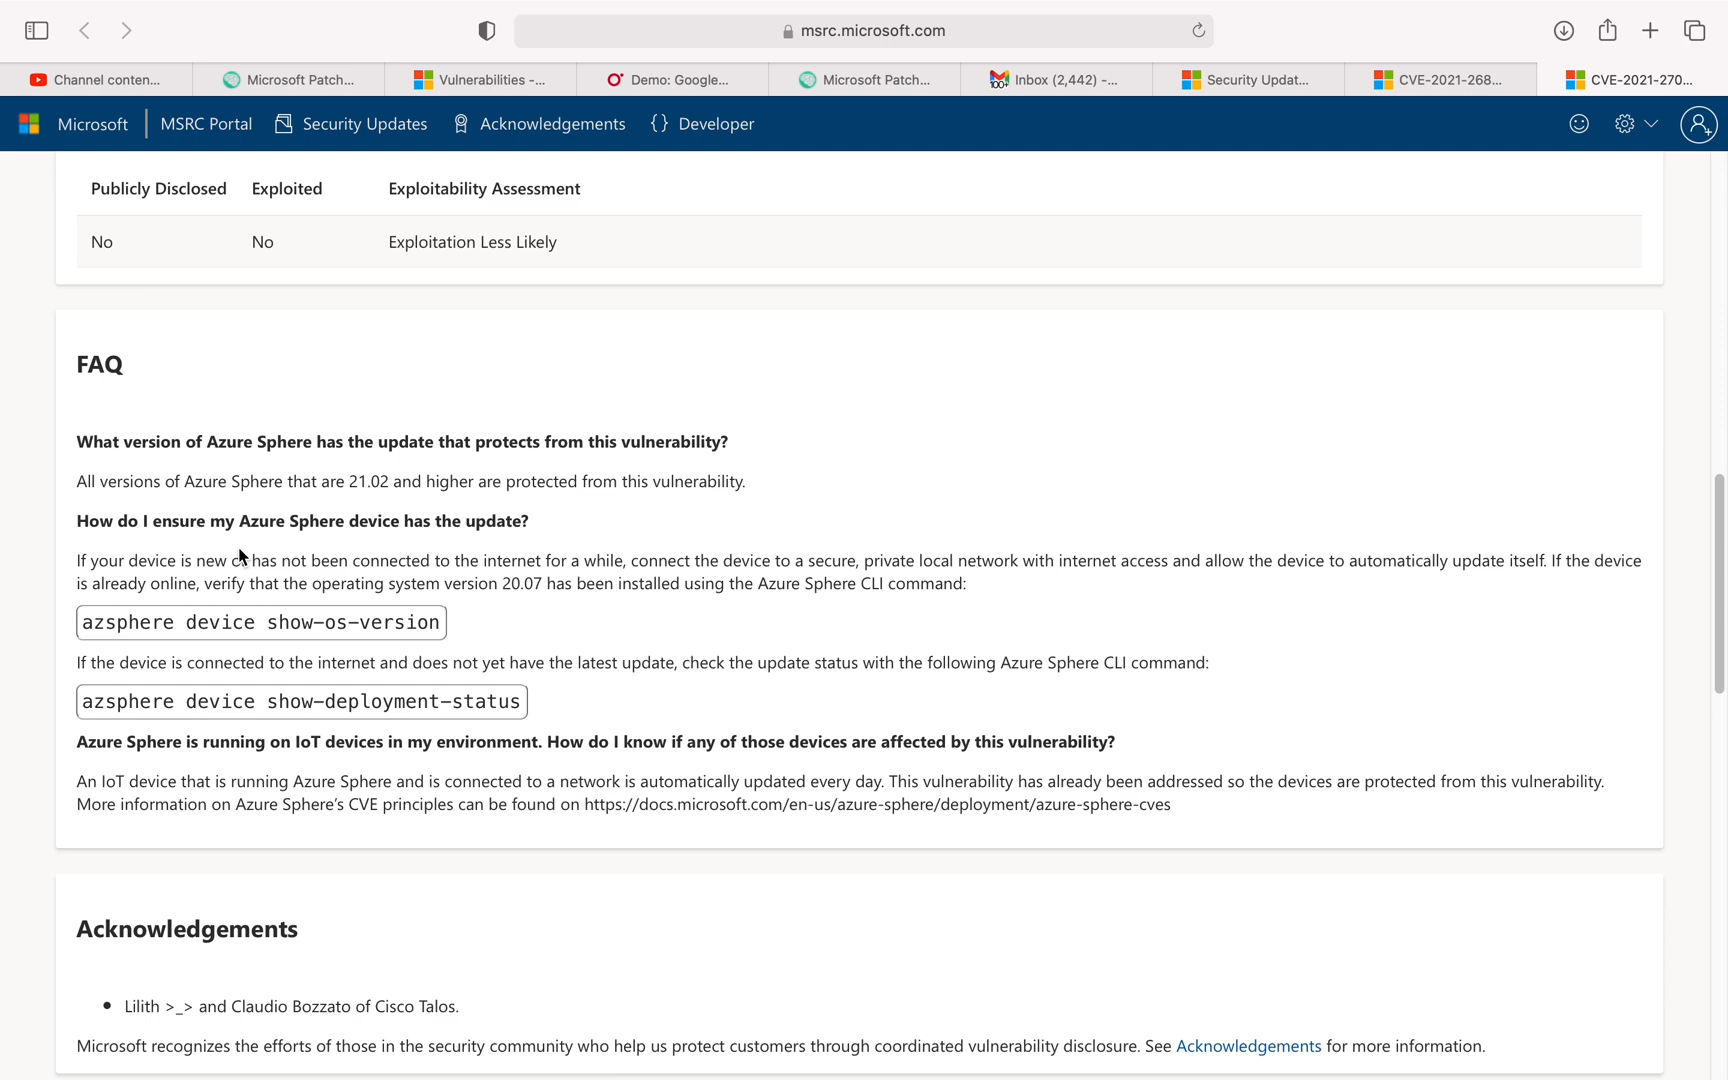 msrc.microsoft.com
Channel conten...
Microsoft Patch...
Vulnerabilities -...
Demo: Google...
Microsoft Patch...
100+
Inbox (2,442) -...
Security Updat...
CVE-2021-268...
CVE-2021-270...
Microsoft
MSRC Portal
Security Updates
Acknowledgements
{} Developer
Publicly Disclosed Exploited Exploitability Assessment
No No Exploitation Less Likely
FAQ
What version of Azure Sphere has the update that protects from this vulnerability?
All versions of Azure Sphere that are 21.02 and higher are protected from this vulnerability.
How do I ensure my Azure Sphere device has the update?
If your device is new or has not been connected to the internet for a while, connect the device to a secure, private local network with internet access and allow the device to automatically update itself. If the device
is already online, verify that the operating system version 20.07 has been installed using the Azure Sphere CLI command:
azsphere device show-os-version
If the device is connected to the internet and does not yet have the latest update, check the update status with the following Azure Sphere CLI command:
azsphere device show-deployment-status
Azure Sphere is running on IoT devices in my environment. How do I know if any of those devices are affected by this vulnerability?
An IoT device that is running Azure Sphere and is connected to a network is automatically updated every day. This vulnerability has already been addressed so the devices are protected from this vulnerability.
More information on Azure Sphere’s CVE principles can be found on https://docs.microsoft.com/en-us/azure-sphere/deployment/azure-sphere-cves
Acknowledgements
• Lilith >_> and Claudio Bozzato of Cisco Talos.
Microsoft recognizes the efforts of those in the security community who help us protect customers through coordinated vulnerability disclosure. See Acknowledgements for more information.